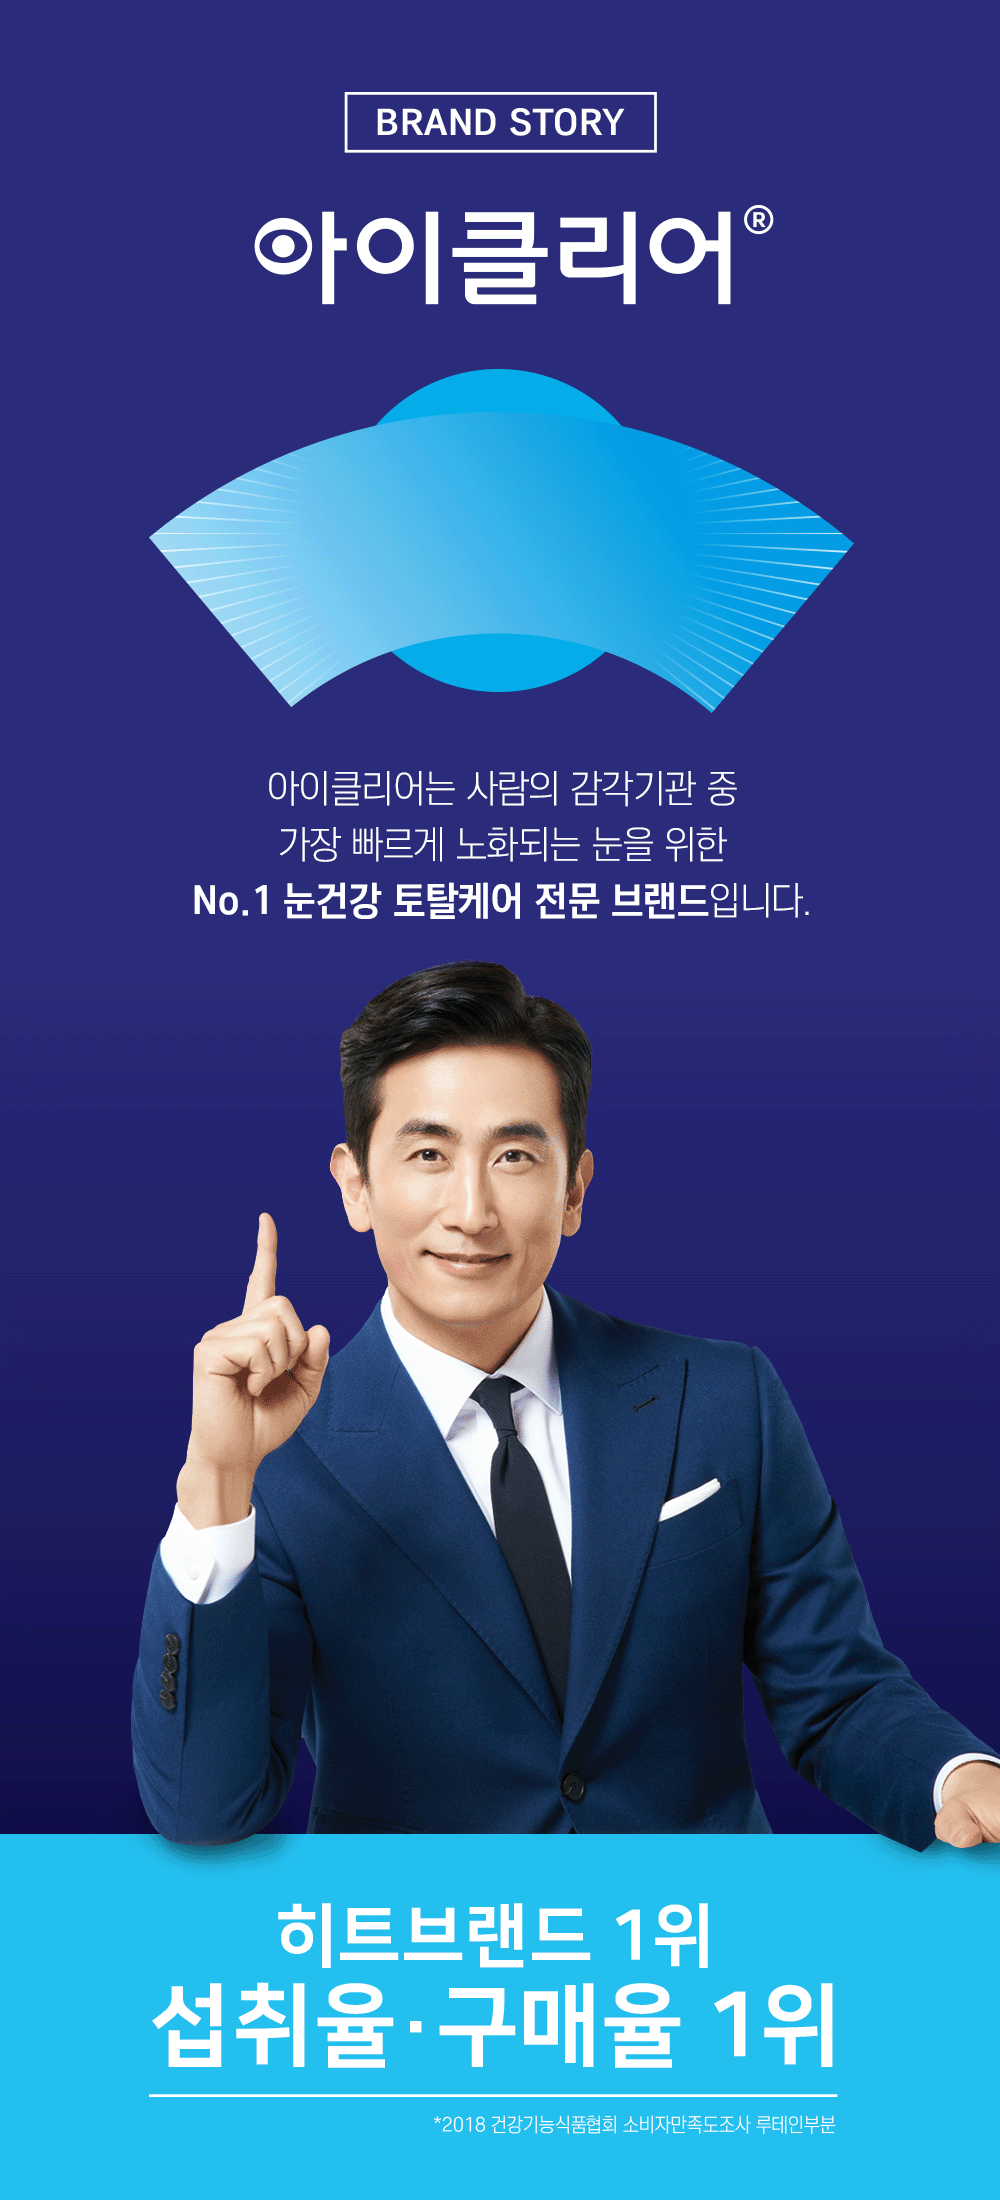 BRAND STORY
아이클리어®
아이클리어는 사람의 감각기관 중
가장 빠르게 노화되는 눈을 위한
No.1 눈건강 토탈케어 전문 브랜드입니다.
히트브랜드 1위
섭취율·구매율 1위
*2018 건강기능식품협회 소비자만족도조사 루테인부분